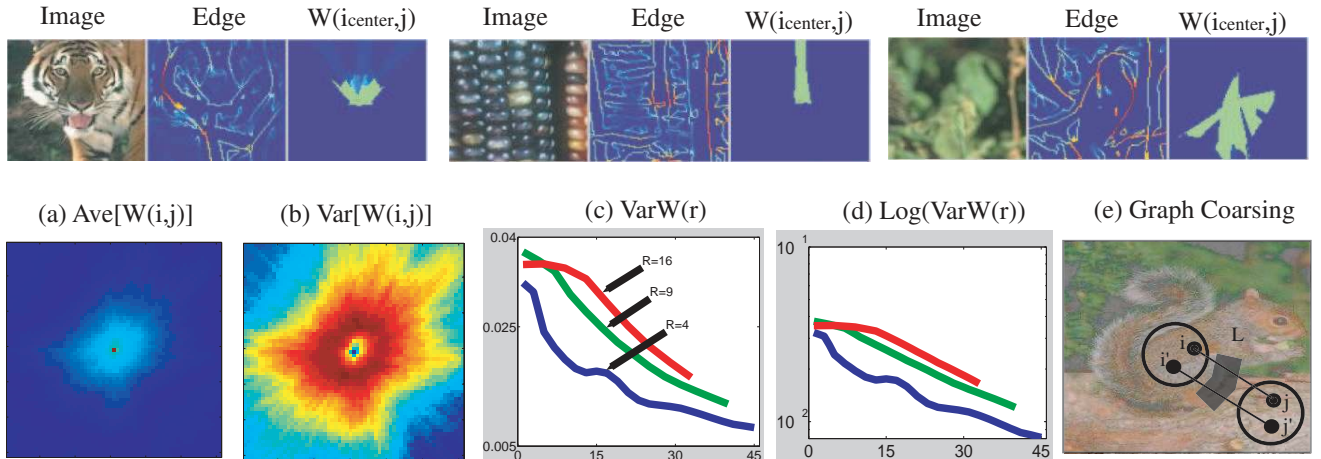 Image Edge W(icenter,j) Image Edge W(icenter,j) Image Edge W(icenter,j)
(a) Ave[W(i,j)] (b) Var[W(i,j)] (c) VarW(r) (d) Log(VarW(r)) (e) Graph Coarsing
0.04
0.025
0.005
0 15 30 45
R=16
R=9
R=4
10 1
10 2
0 15 30 45
L
i
i'
j
j'